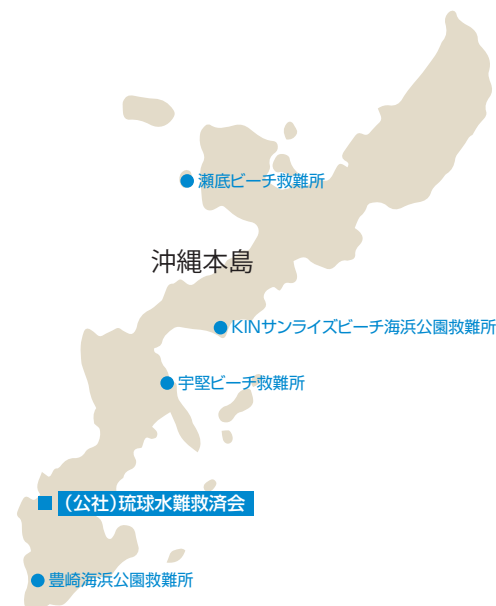 瀬底ビーチ救難所
沖縄本島
KINサンライズビーチ海浜公園救難所
宇堅ビーチ救難所
(公社)琉球水難救済会
豊崎海浜公園救難所